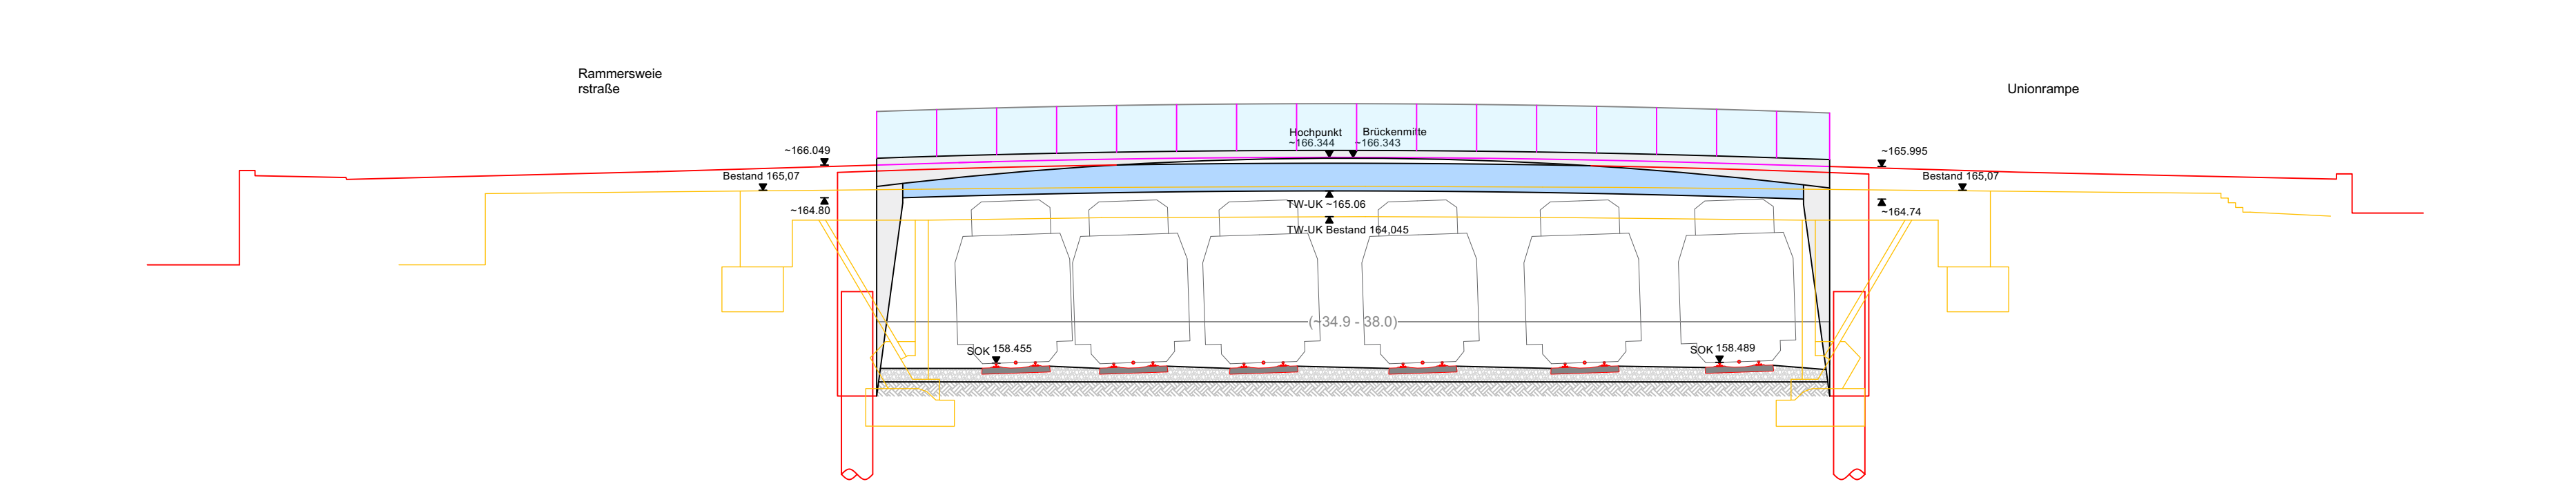 Rammersweie
rstraße
Unionrampe
Hochpunkt
~166.344
Brückenmitte
~166.343
~166.049
~165.995
Bestand 165,07
Bestand 165,07
~164.80
TW-UK ~165.06
~164.74
TW-UK Bestand 164,045
(~34.9 - 38.0)
SOK 158.455
SOK 158.489